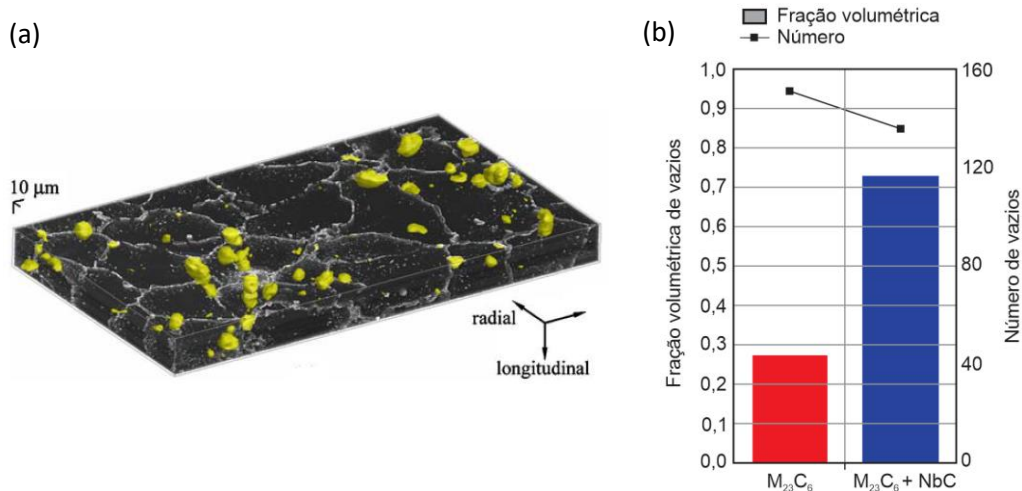 (a)
10 µm
radial
longitudinal
(b)
Fração volumétrica
Número
Fração volumétrica de vazios
1,0
0,9
0,8
0,7
0,6
0,5
0,4
0,3
0,2
0,1
0,0
160
120
80
40
0
Número de vazios
M₂₃C₆
M₂₃C₆ + NbC